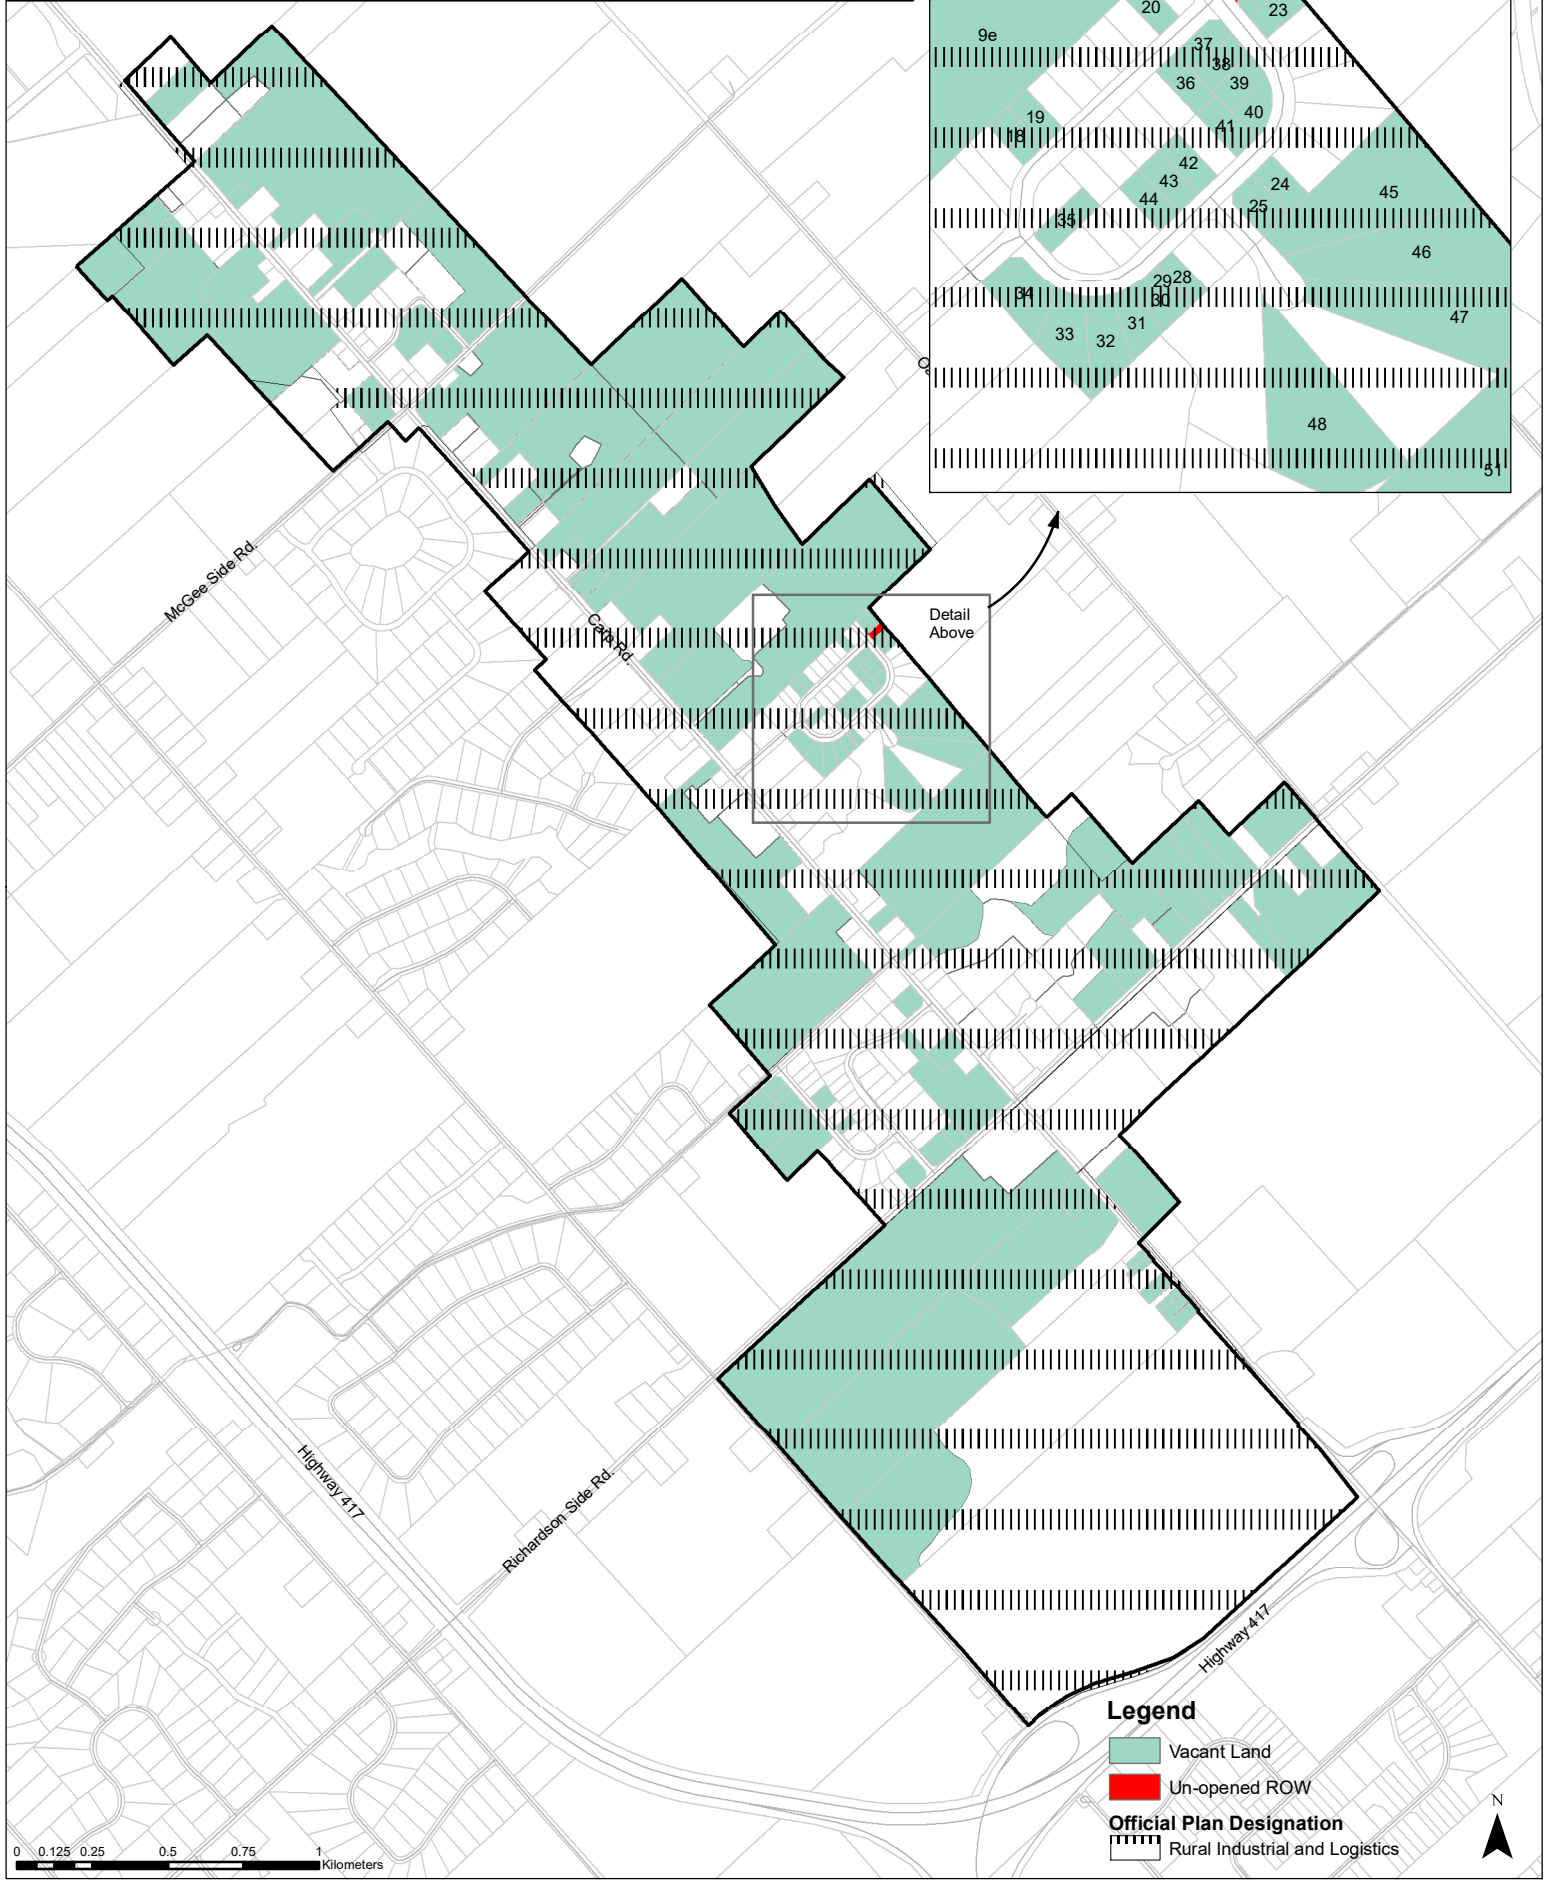 20
23
9e
37
38
36
39
19
40
18
41
42
43
24
45
44
25
35
46
29
28
34
30
47
31
33
32
48
51
McGee Side Rd.
Carp Rd.
Detail
Above
Highway 417
Richardson Side Rd.
Highway 417
Legend
Vacant Land
Un-opened ROW
Official Plan Designation
Rural Industrial and Logistics
N
0 0.125 0.25 0.5 0.75 1
Kilometers